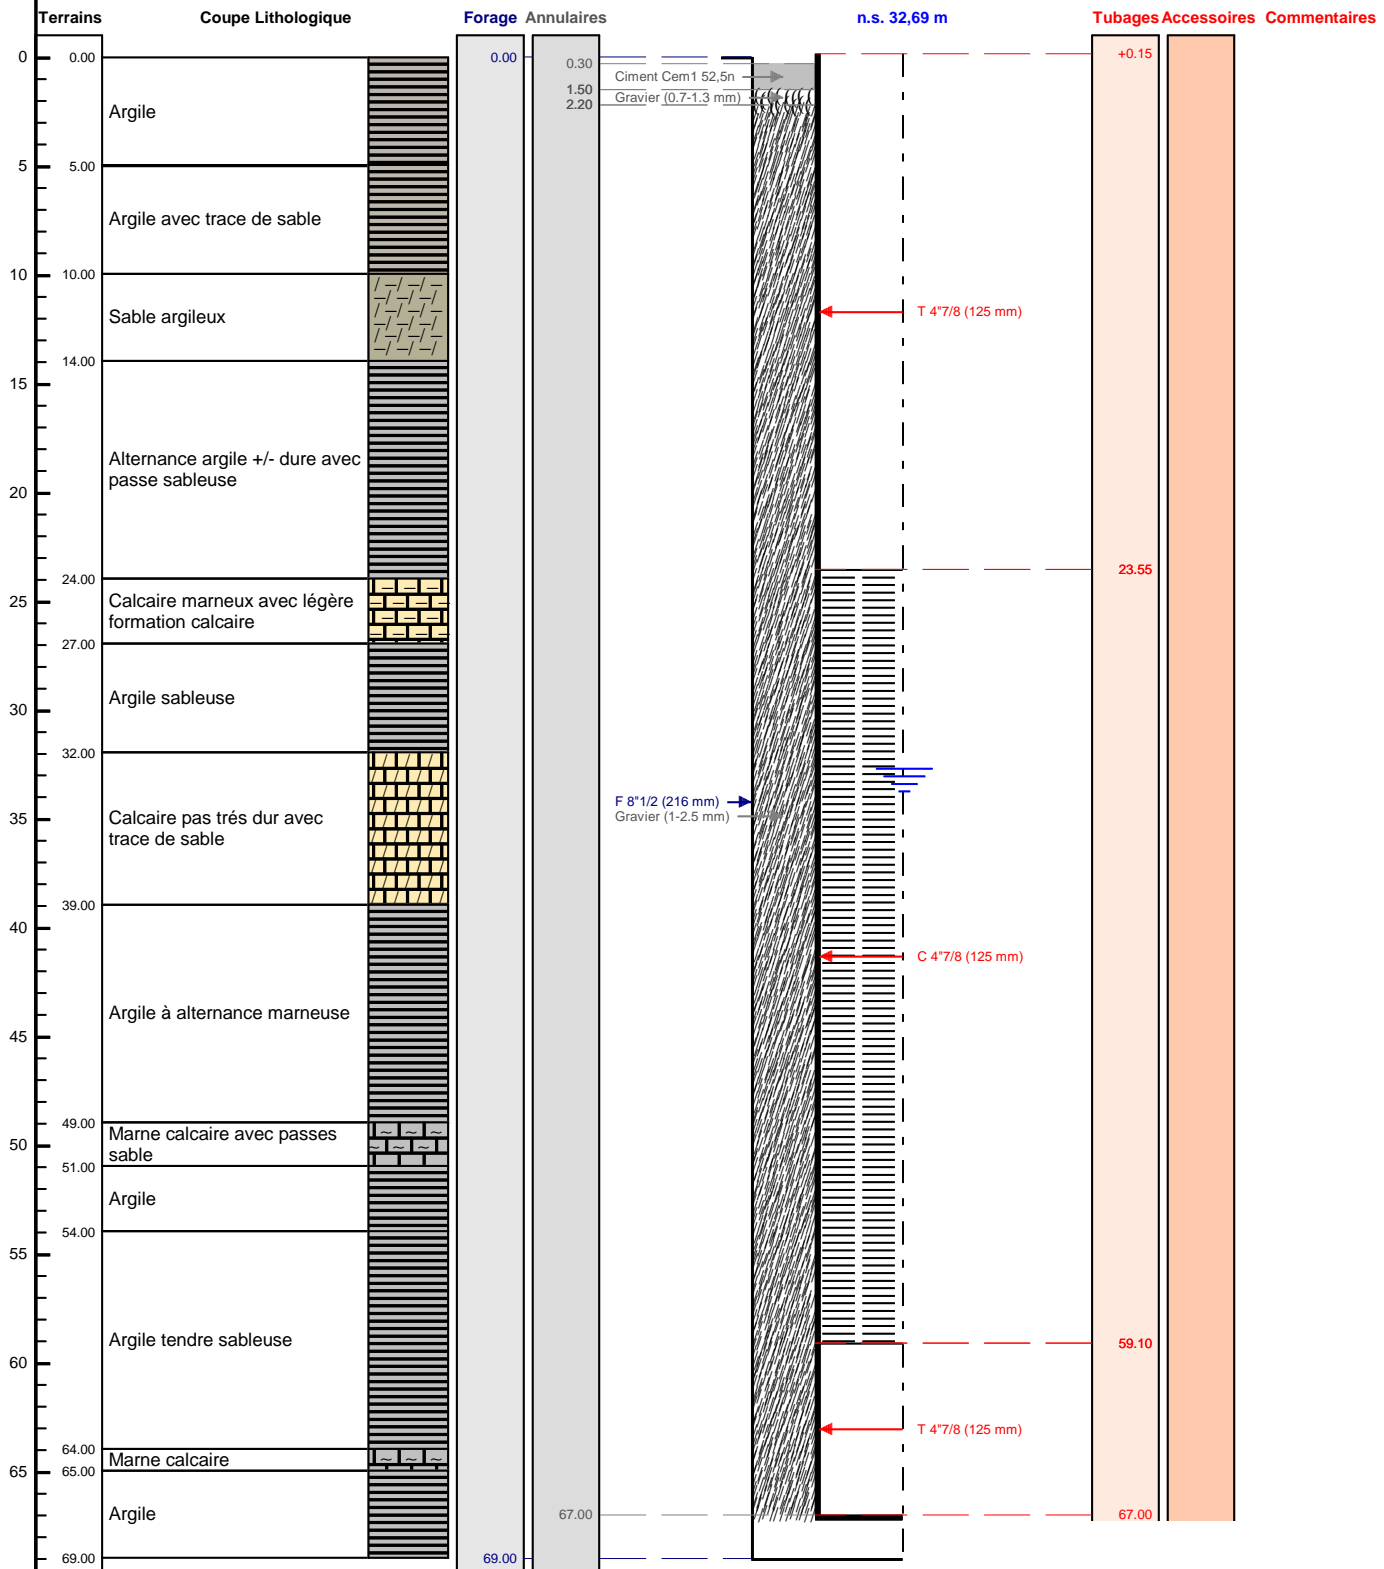 Terrains Coupe Lithologique Forage Annulaires n.s. 32,69 m Tubages Accessoires Commentaires
0 0.00 0.00 +0.15
0.30
Ciment Cem1 52,5n
1.50
Gravier (0.7-1.3 mm)
2.20
Argile
5 5.00
Argile avec trace de sable
10 10.00
Sable argileux T 4"7/8 (125 mm)
14.00
15
Alternance argile +/- dure avec
passe sableuse
20
23.55
24.00
25 Calcaire marneux avec légère
formation calcaire
27.00
Argile sableuse
30
32.00
F 8"1/2 (216 mm)
Gravier (1-2.5 mm)
35 Calcaire pas trés dur avec
trace de sable
39.00
40
C 4"7/8 (125 mm)
Argile à alternance marneuse
45
49.00
50 Marne calcaire avec passes
sable
51.00
Argile
54.00
55
59.10
Argile tendre sableuse
60
T 4"7/8 (125 mm)
64.00
Marne calcaire
65 65.00
Argile
67.00 67.00
69.00 69.00